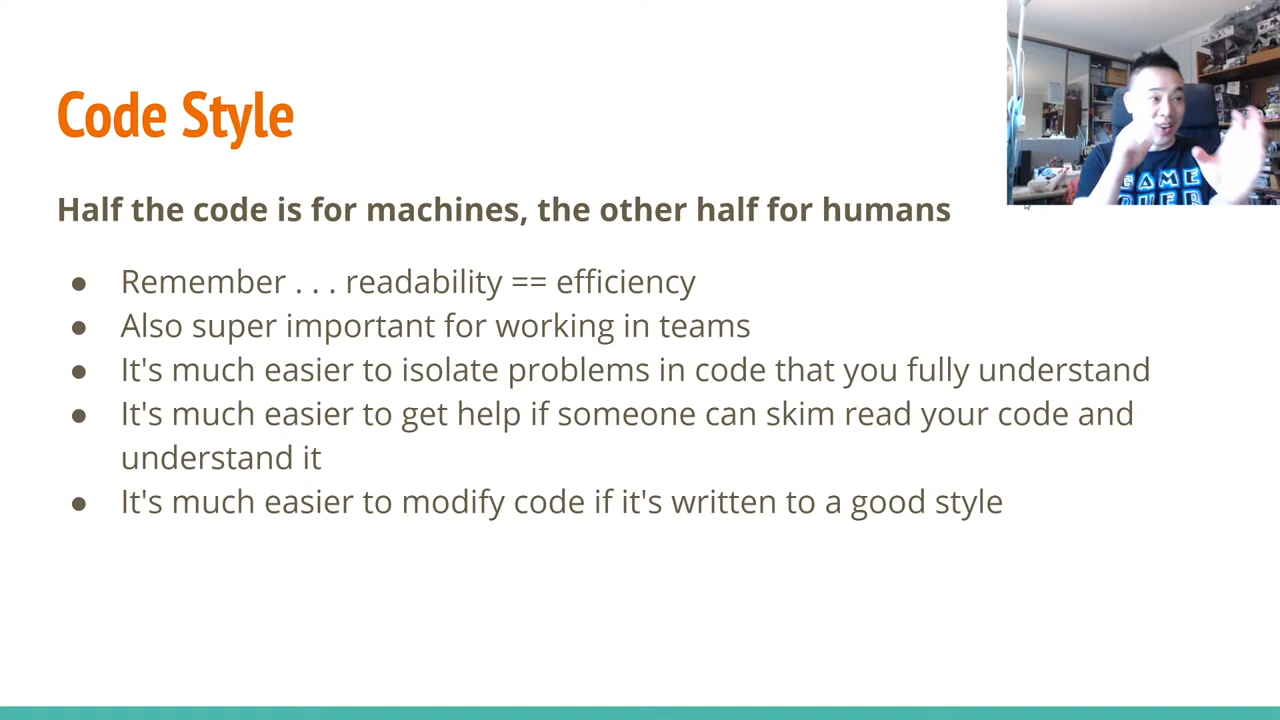 Code Style
Half the code is for machines, the other half for humans
● Remember . . . readability == efficiency
● Also super important for working in teams
● It's much easier to isolate problems in code that you fully understand
● It's much easier to get help if someone can skim read your code and
understand it
● It's much easier to modify code if it's written to a good style
GAME
OVER